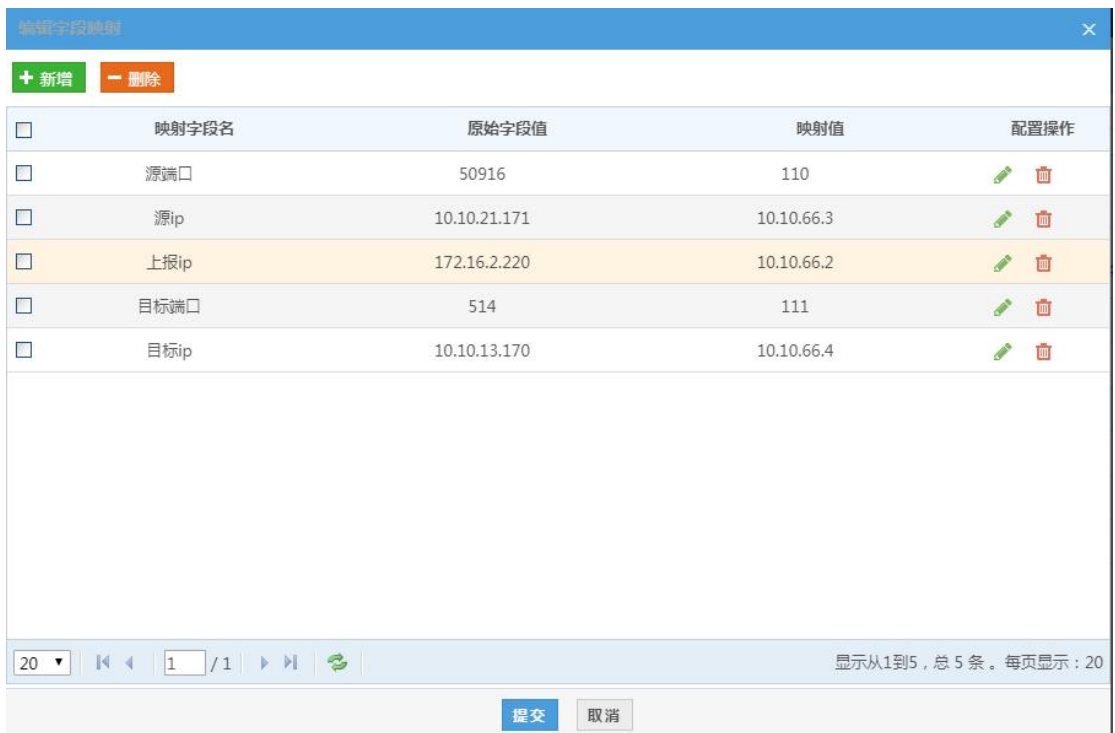 编辑字段映射
新增 删除
映射字段名 原始字段值 映射值 配置操作
源端口 50916 110
源ip 10.10.21.171 10.10.66.3
上报ip 172.16.2.220 10.10.66.2
目标端口 514 111
目标ip 10.10.13.170 10.10.66.4
20 1 / 1 显示从1到5，总 5 条 。每页显示：20
提交 取消